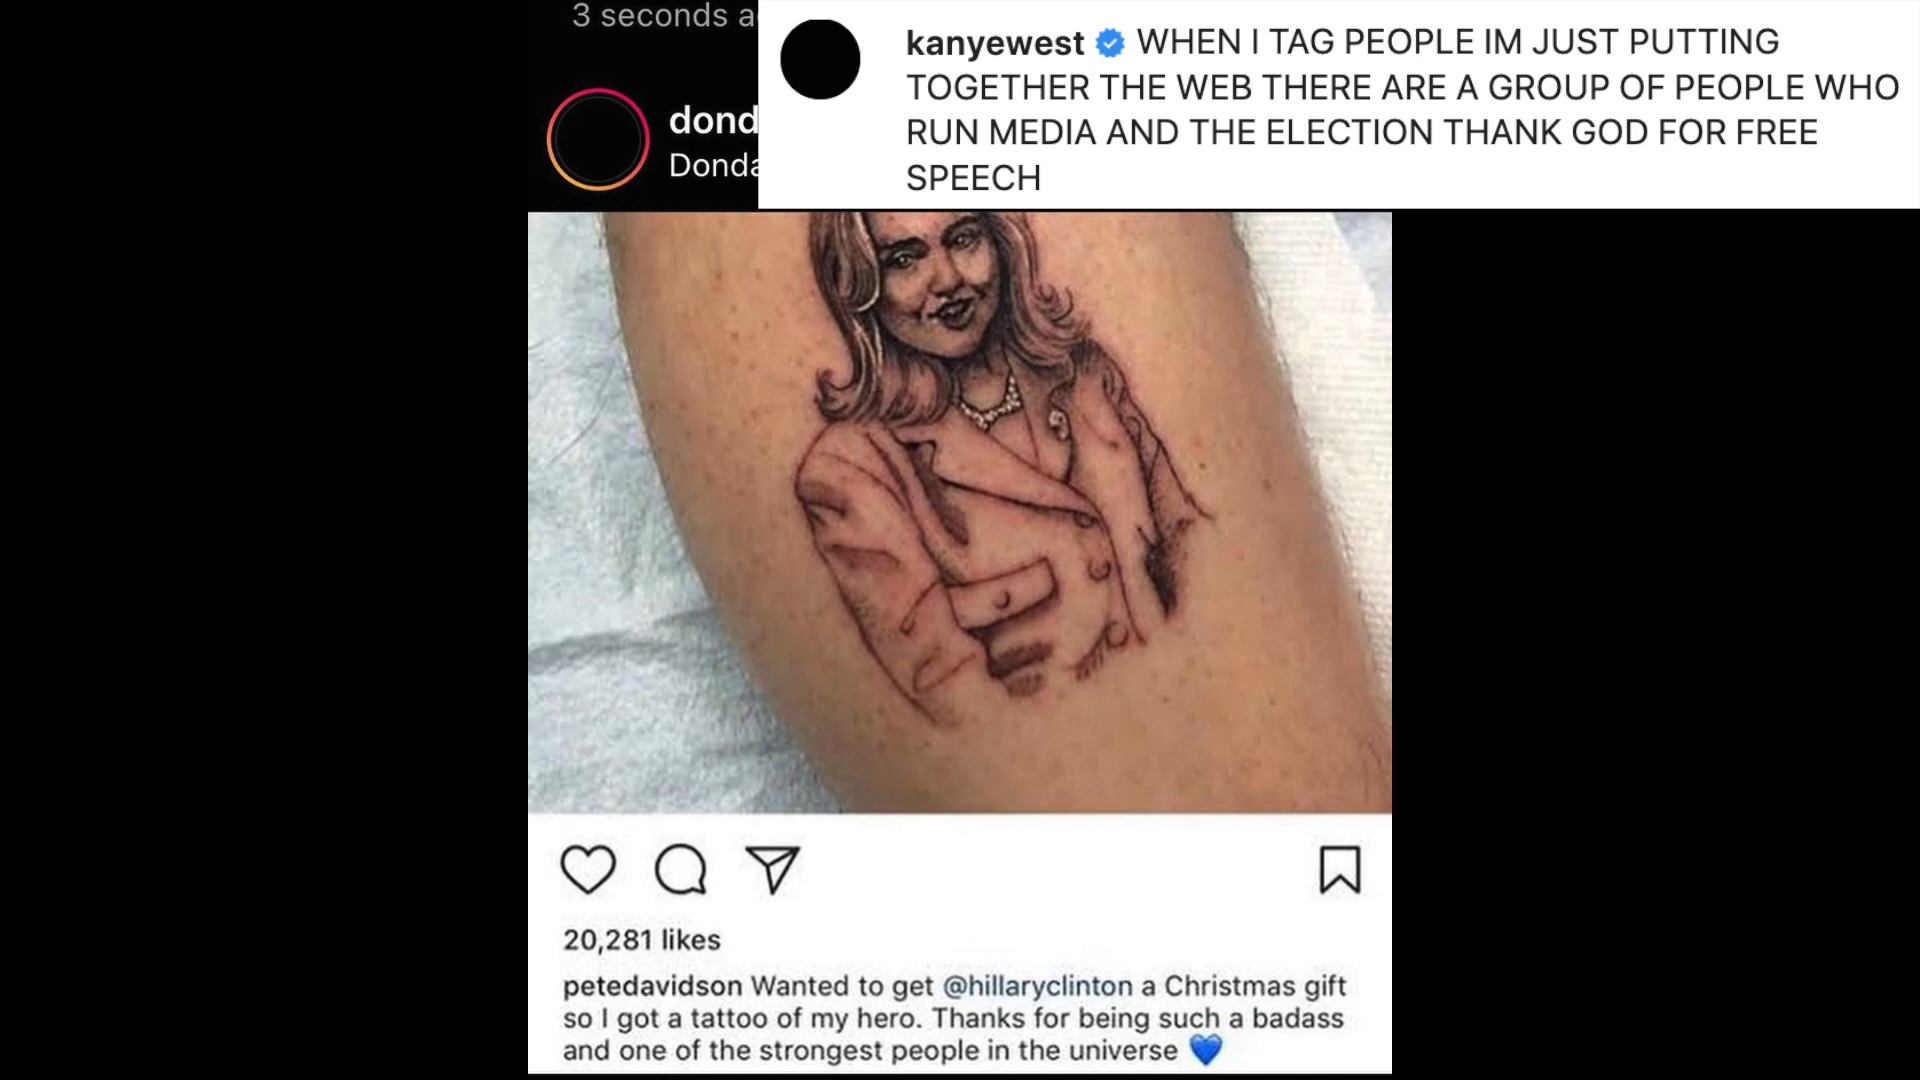 3 seconds a
dond
Donda
kanyewest WHEN I TAG PEOPLE IM JUST PUTTING
TOGETHER THE WEB THERE ARE A GROUP OF PEOPLE WHO
RUN MEDIA AND THE ELECTION THANK GOD FOR FREE
SPEECH
20,281 likes
petedavidson Wanted to get @hillaryclinton a Christmas gift
so I got a tattoo of my hero. Thanks for being such a badass
and one of the strongest people in the universe 💙